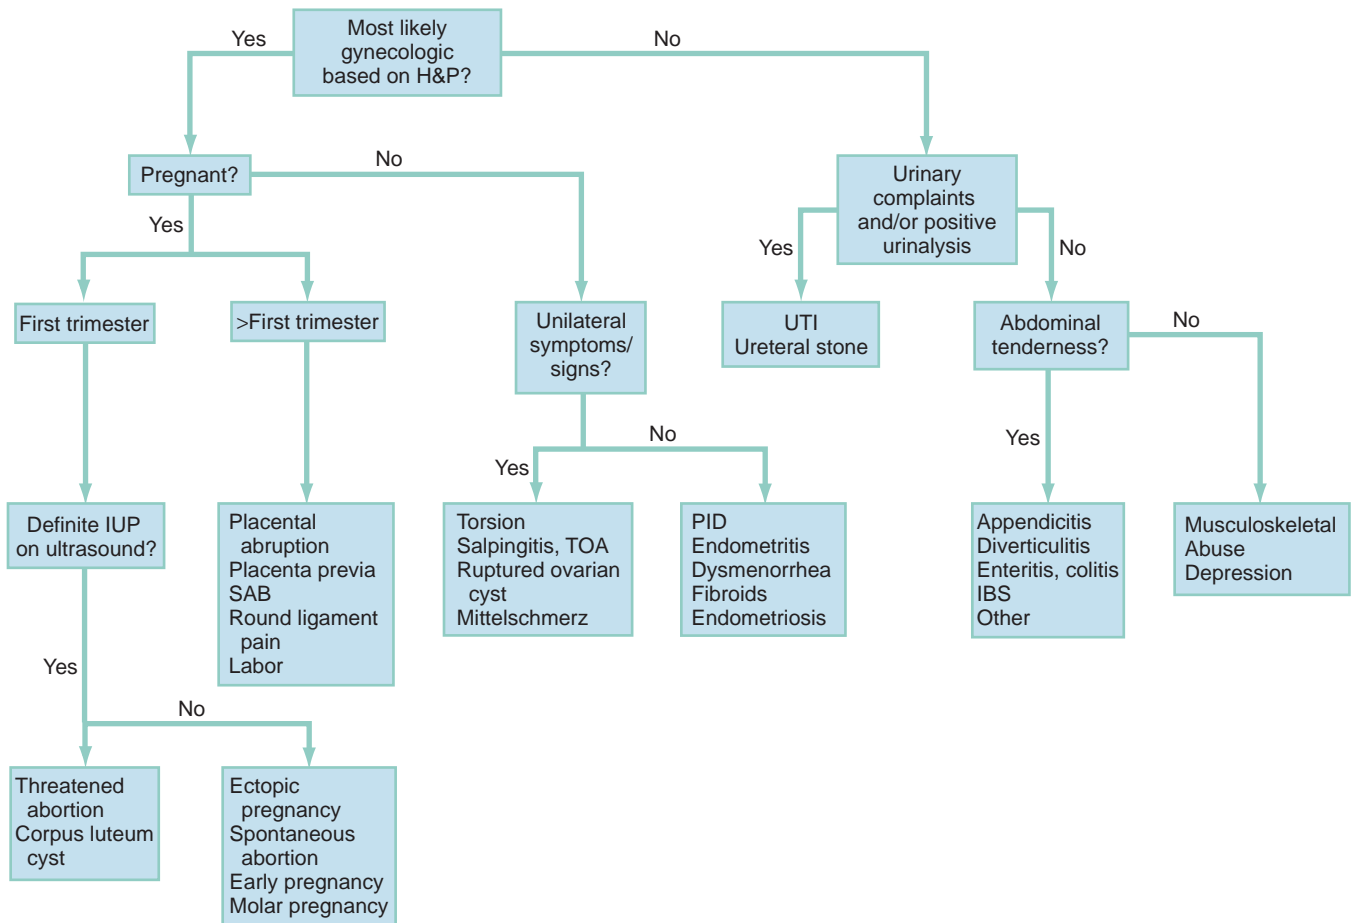 Most likely
gynecologic
based on H&P?
Yes
No
Pregnant?
No
Yes
Urinary
complaints
and/or positive
urinalysis
Yes
No
First trimester
>First trimester
Unilateral
symptoms/
signs?
UTI
Ureteral stone
Abdominal
tenderness?
No
Yes
No
Yes
Definite IUP
on ultrasound?
Placental
abruption
Placenta previa
SAB
Round ligament
pain
Labor
Torsion
Salpingitis, TOA
Ruptured ovarian
cyst
Mittelschmerz
PID
Endometritis
Dysmenorrhea
Fibroids
Endometriosis
Appendicitis
Diverticulitis
Enteritis, colitis
IBS
Other
Musculoskeletal
Abuse
Depression
Yes
No
Threatened
abortion
Corpus luteum
cyst
Ectopic
pregnancy
Spontaneous
abortion
Early pregnancy
Molar pregnancy